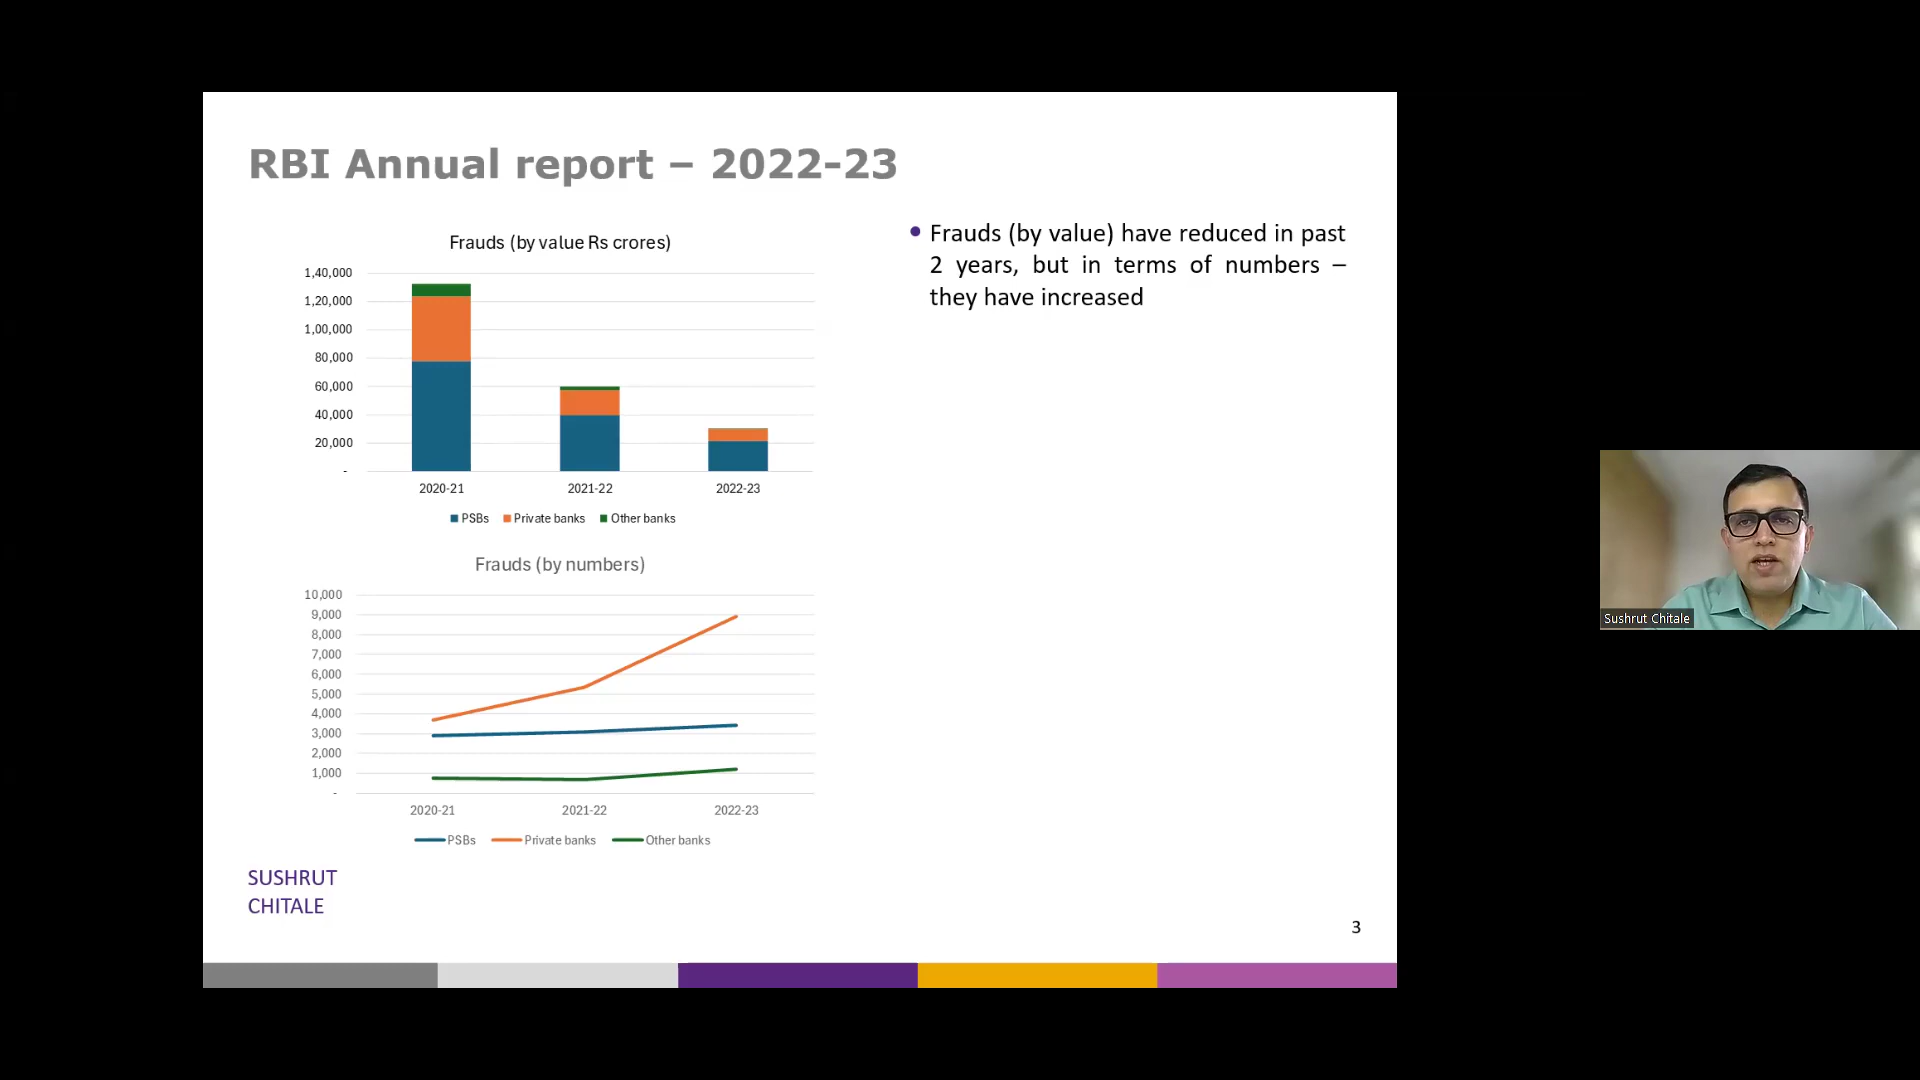 RBI Annual report – 2022-23
Frauds (by value Rs crores)
1,40,000
1,20,000
1,00,000
80,000
60,000
40,000
20,000
-
2020-21 2021-22 2022-23
PSBs Private banks Other banks
Frauds (by numbers)
10,000
9,000
8,000
7,000
6,000
5,000
4,000
3,000
2,000
1,000
-
2020-21 2021-22 2022-23
PSBs Private banks Other banks
• Frauds (by value) have reduced in past
2 years, but in terms of numbers –
they have increased
SUSHRUT
CHITALE
3
Sushrut Chitale